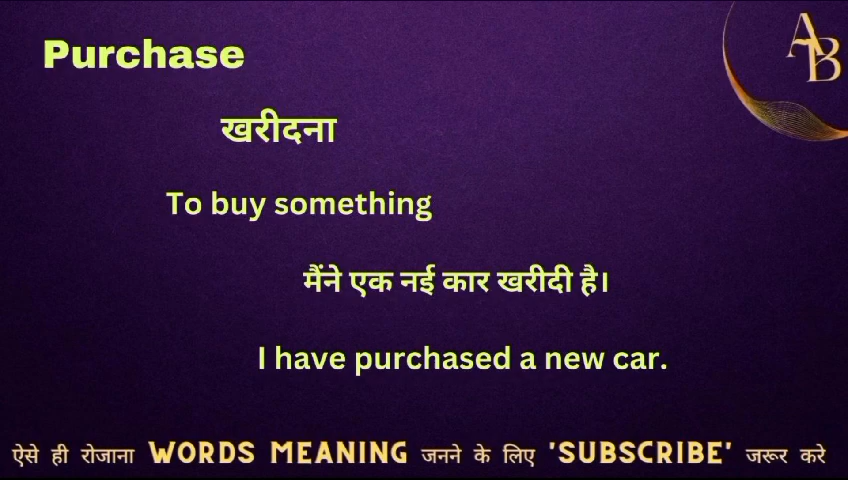 AB
Purchase
खरीदना
To buy something
मैंने एक नई कार खरीदी है।
I have purchased a new car.
ऐसे ही रोजाना WORDS MEANING जनने के लिए 'SUBSCRIBE' जरूर करे